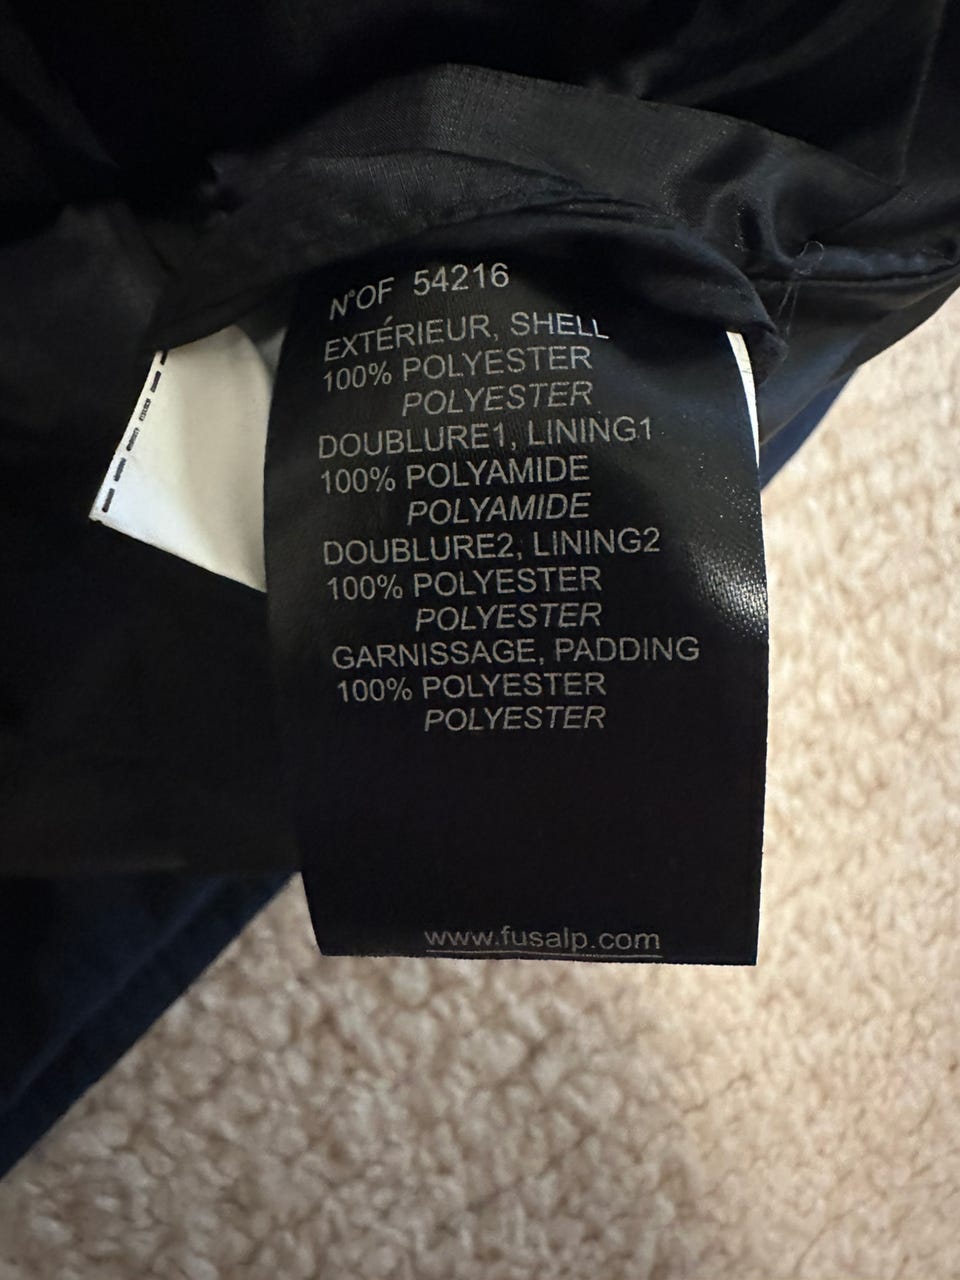 N°OF 54216
EXTÉRIEUR, SHELL
100% POLYESTER
POLYESTER
DOUBLURE1, LINING1
100% POLYAMIDE
POLYAMIDE
DOUBLURE2, LINING2
100% POLYESTER
POLYESTER
GARNISSAGE, PADDING
100% POLYESTER
POLYESTER
www.fusalp.com